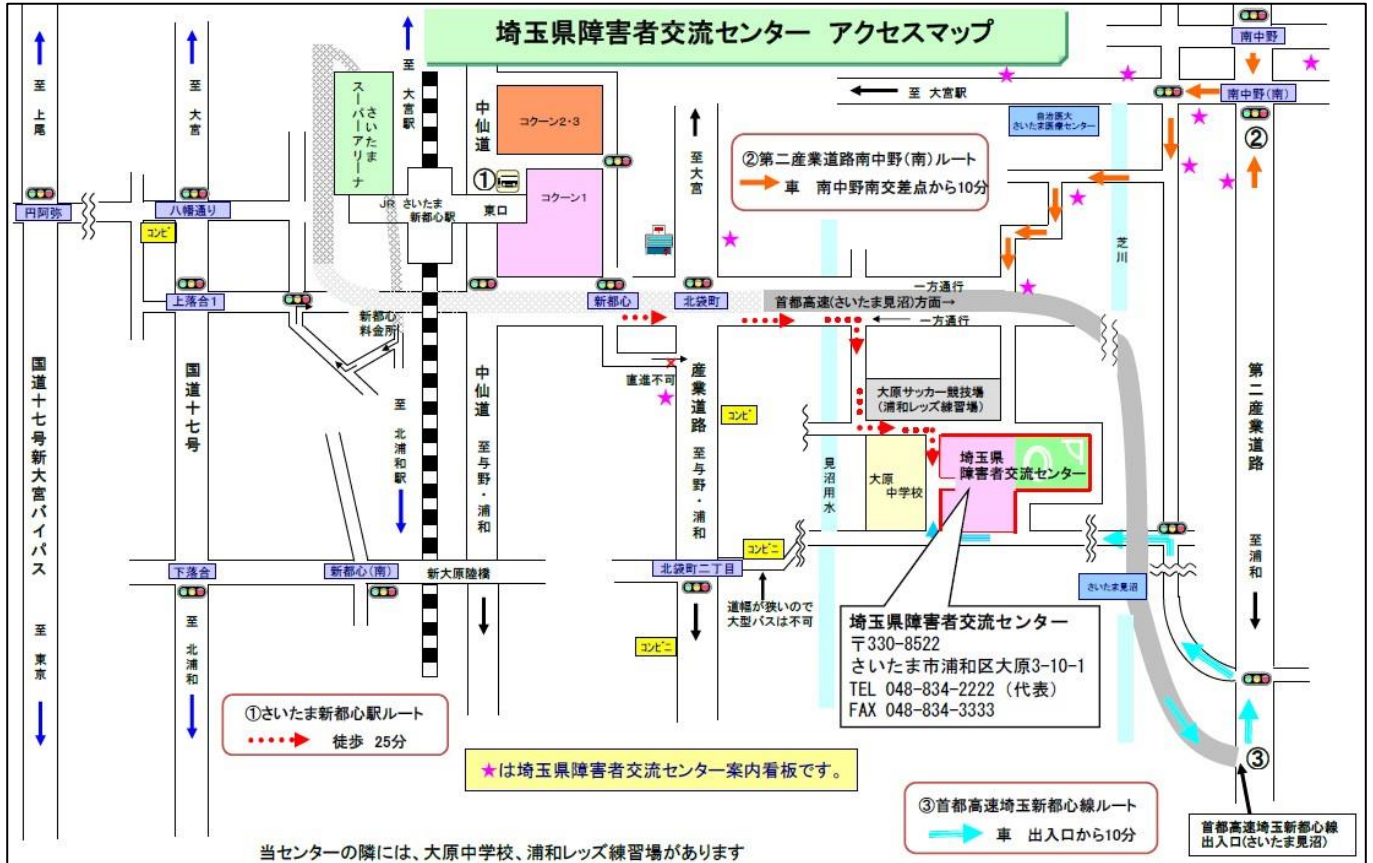 埼玉県障害者交流センター アクセスマップ
至 上尾
至 大宮
至 大宮駅
さいたま
スーパーアリーナ
中仙道
コクーン2・3
①
コクーン1
JR さいたま
新都心駅
東口
至大宮
至 大宮駅
自治医大
さいたま医療センター
南中野
南中野(南)
②
②第二産業道路南中野(南)ルート
車 南中野南交差点から10分
円阿弥
八幡通り
コンビニ
上落合1
新都心
料金所
新都心
北袋町
一方通行
首都高速(さいたま見沼)方面→
一方通行
芝川
直進不可
国道十七号新大宮バイパス
国道十七号
至 北浦和駅
中仙道
至与野・浦和
産業道路
至与野・浦和
コンビニ
見沼用水
大原サッカー競技場
(浦和レッズ練習場)
大原
中学校
埼玉県
障害者交流センター
第二産業道路
至浦和
下落合
新都心(南)
新大原陸橋
北袋町二丁目
コンビニ
道幅が狭いので
大型バスは不可
コンビニ
さいたま見沼
至 東京
至 北浦和
埼玉県障害者交流センター
〒330-8522
さいたま市浦和区大原3-10-1
TEL 048-834-2222 (代表)
FAX 048-834-3333
①さいたま新都心駅ルート
徒歩 25分
★は埼玉県障害者交流センター案内看板です。
③
③首都高速埼玉新都心線ルート
車 出入口から10分
首都高速埼玉新都心線
出入口(さいたま見沼)
当センターの隣には、大原中学校、浦和レッズ練習場があります